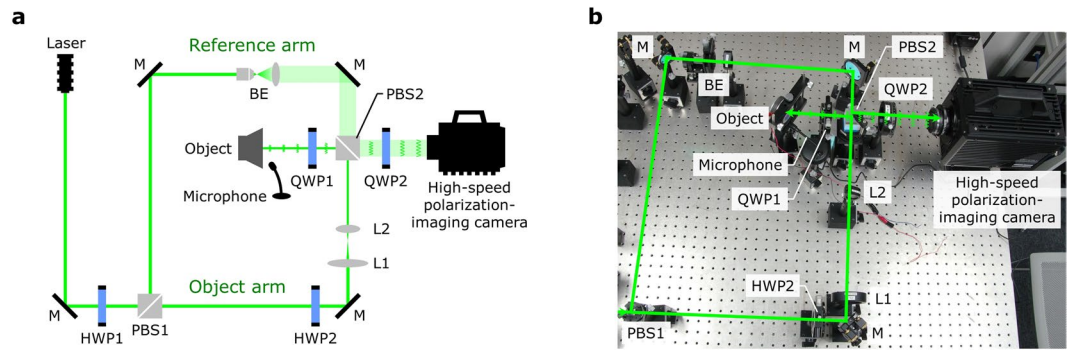 a
Laser
Reference arm
M
M
BE
PBS2
Object
QWP1
QWP2
Microphone
High-speed
polarization-
imaging camera
L2
L1
Object arm
M
HWP1
PBS1
HWP2
M
b
M
M
PBS2
BE
QWP2
Object
Microphone
QWP1
L2
High-speed
polarization-
imaging camera
HWP2
L1
PBS1
M